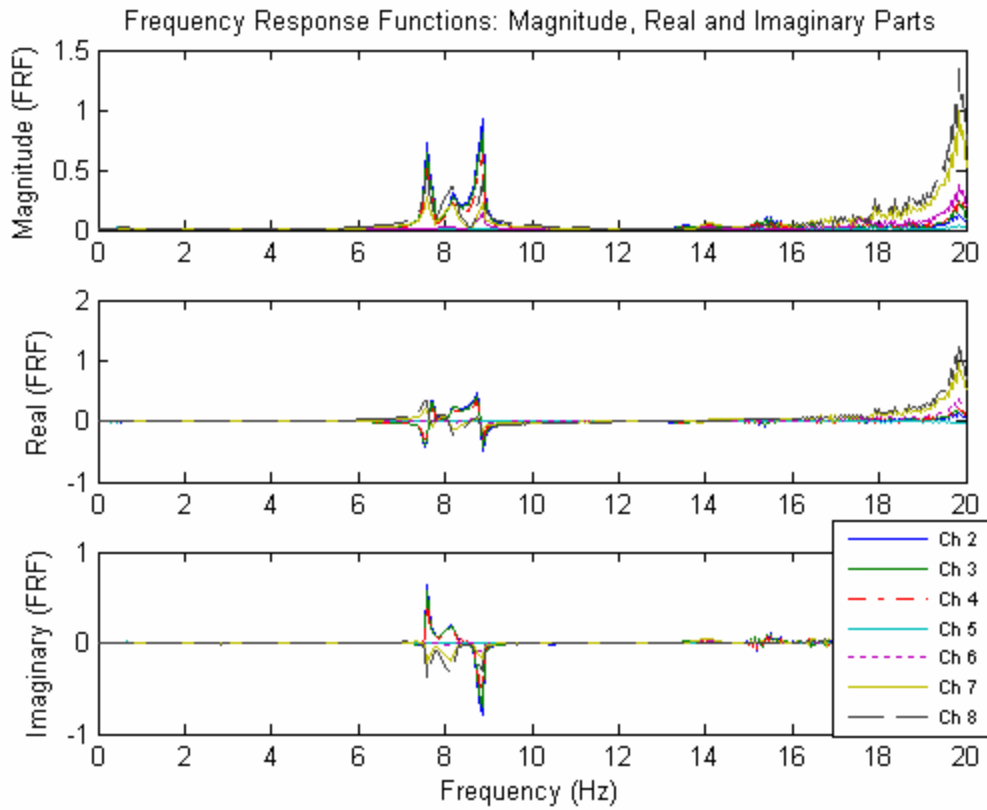 Frequency Response Functions: Magnitude, Real and Imaginary Parts
Magnitude (FRF)
1.5
1
0.5
0
0 2 4 6 8 10 12 14 16 18 20
Real (FRF)
2
1
0
-1
0 2 4 6 8 10 12 14 16 18 20
Imaginary (FRF)
1
0
-1
0 2 4 6 8 10 12 14 16 18 20
Frequency (Hz)
Ch 2
Ch 3
Ch 4
Ch 5
Ch 6
Ch 7
Ch 8